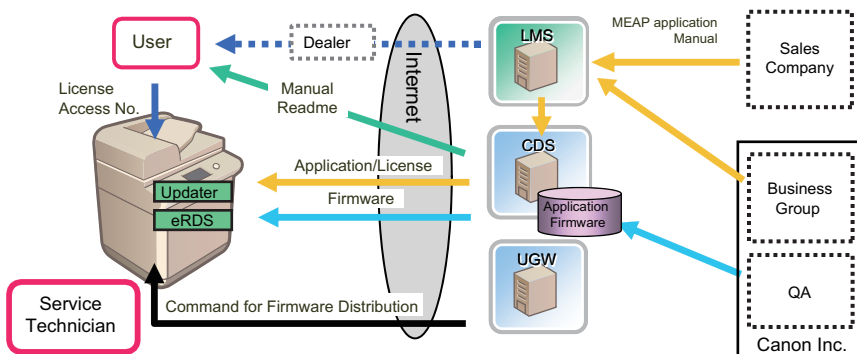 User
Dealer
LMS
MEAP application
Manual
Sales
Company
License
Access No.
Manual
Readme
Internet
CDS
Application/License
Updater
Firmware
eRDS
Application
Firmware
Business
Group
UGW
QA
Service
Technician
Command for Firmware Distribution
Canon Inc.